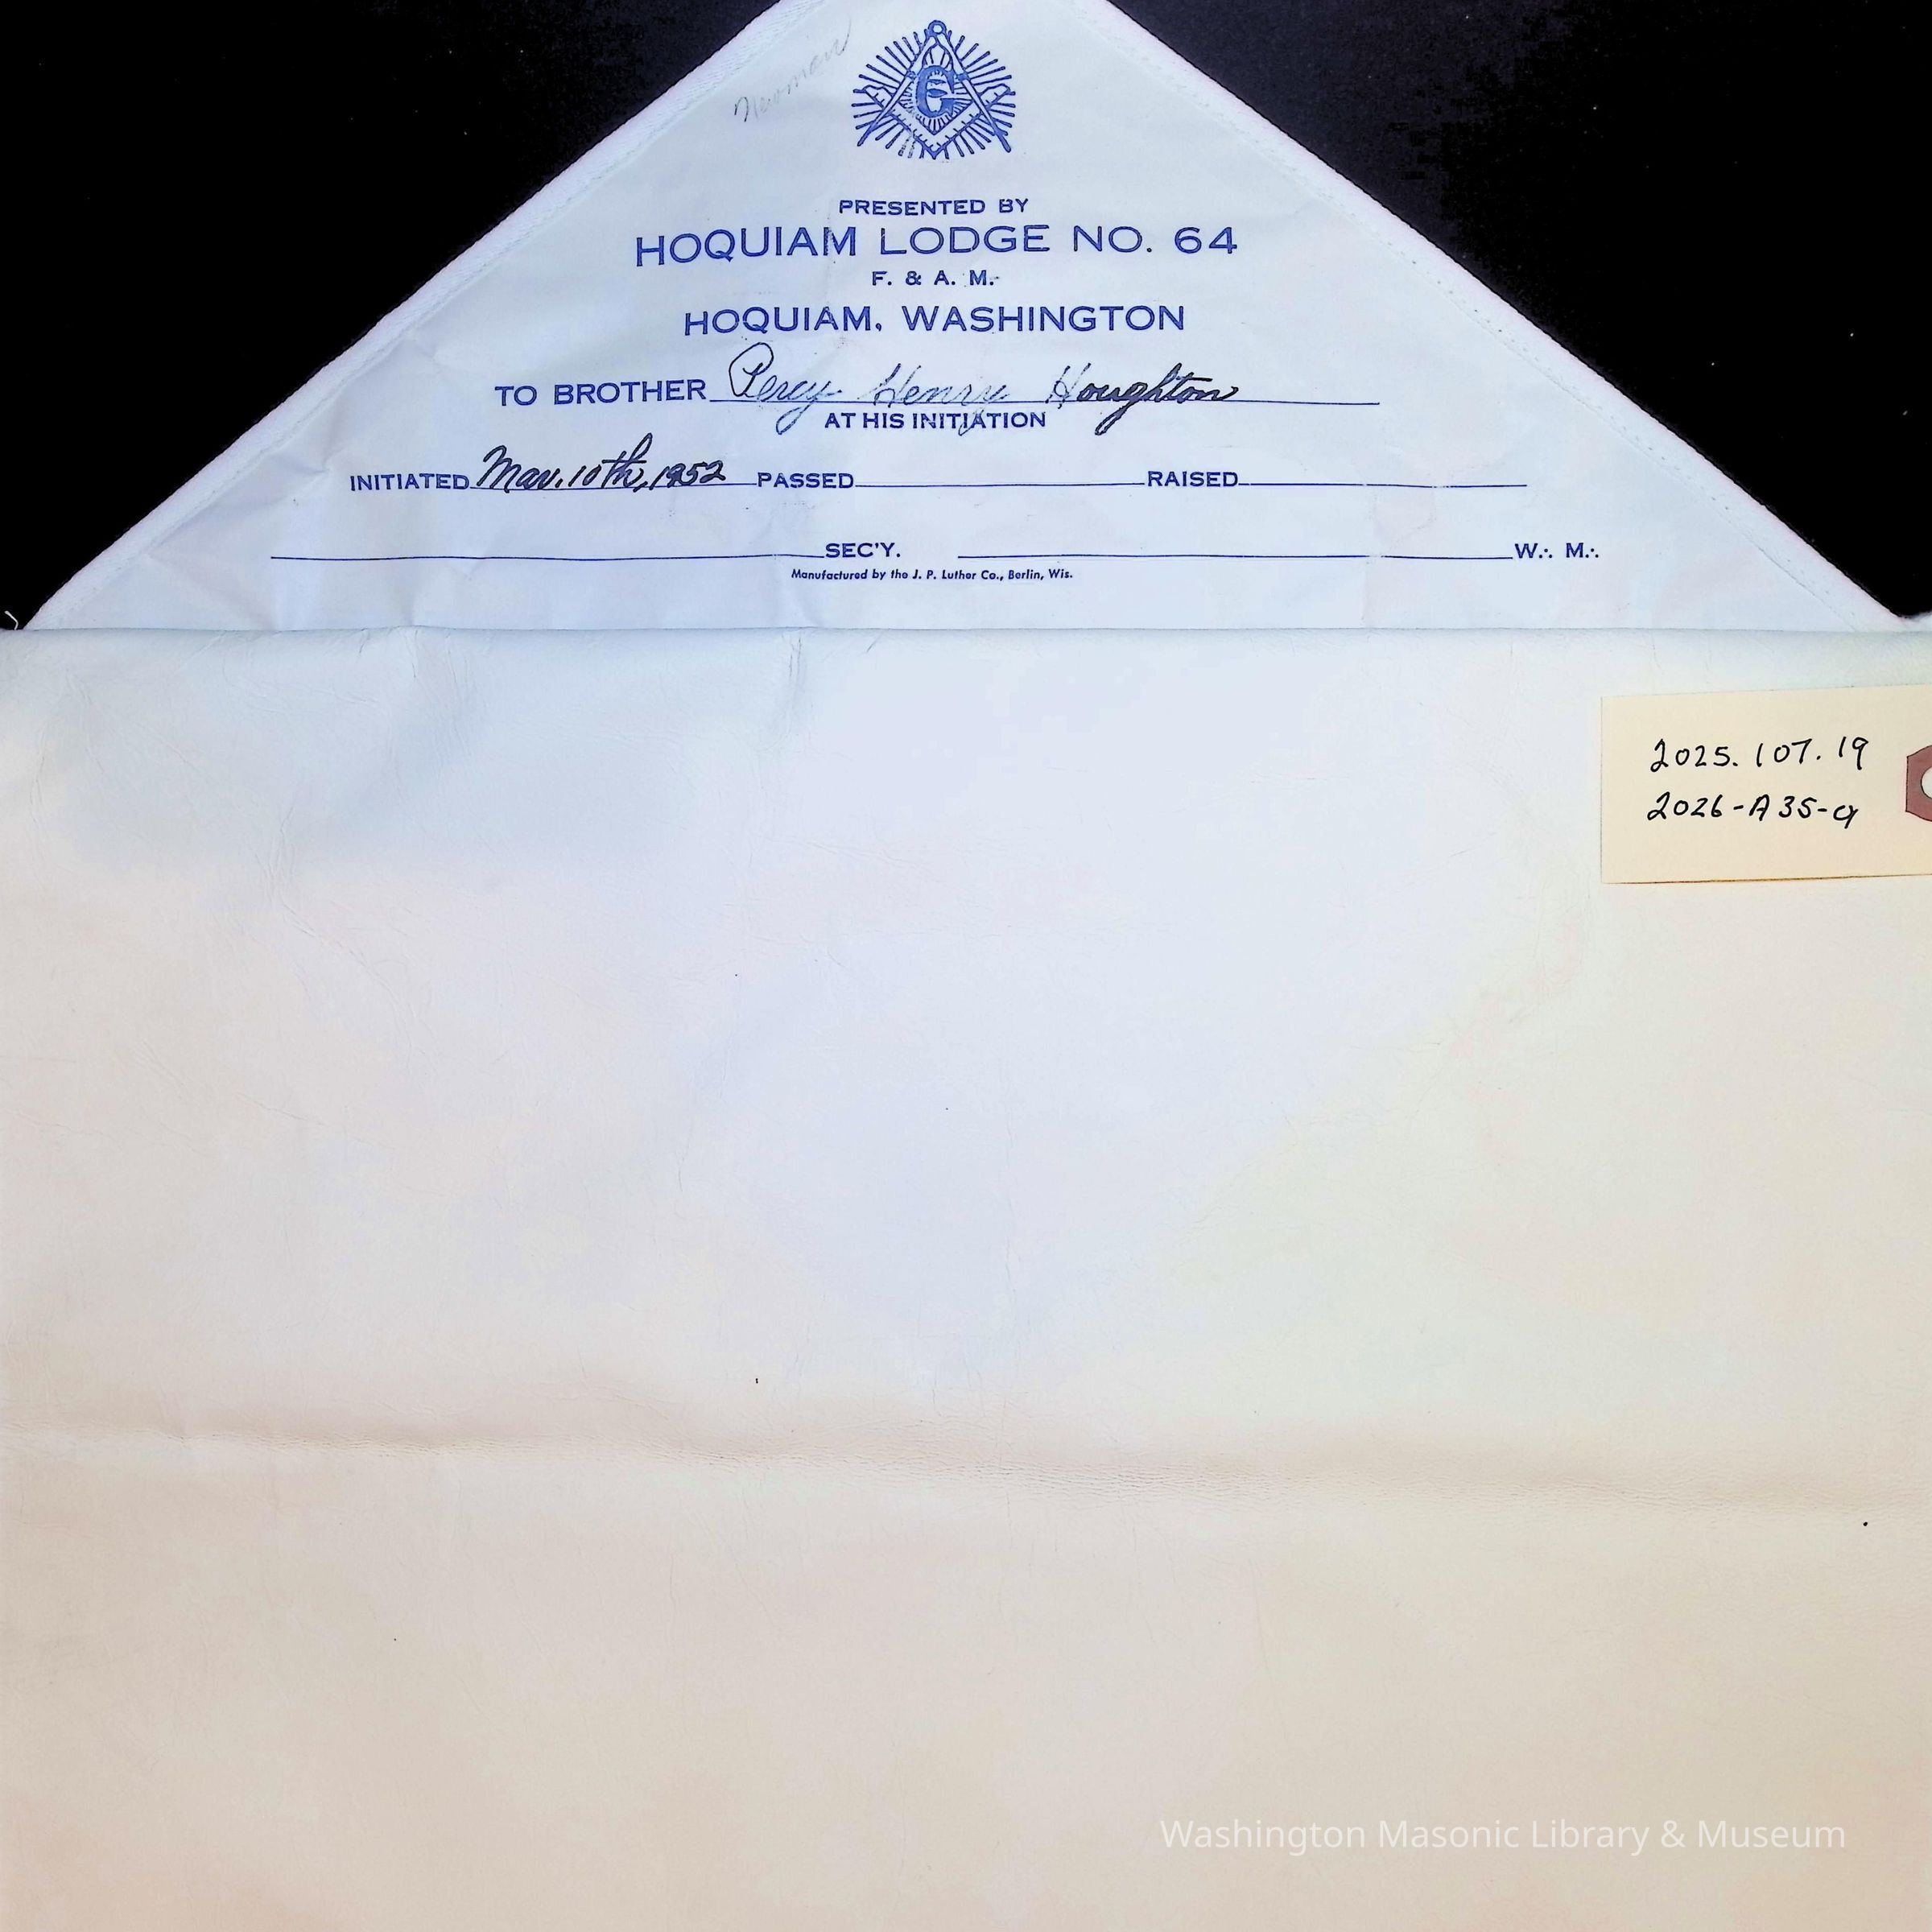 Newman
G
PRESENTED BY
HOQUIAM LODGE NO. 64
F. & A. M.
HOQUIAM, WASHINGTON
TO BROTHER Percy Henry Houghton
AT HIS INITIATION
INITIATED Mar. 10th, 1952 PASSED RAISED
SEC'Y. W∴ M∴
Manufactured by the J. P. Luther Co., Berlin, Wis.
2025.107.19
2026-A35-a
Washington Masonic Library & Museum